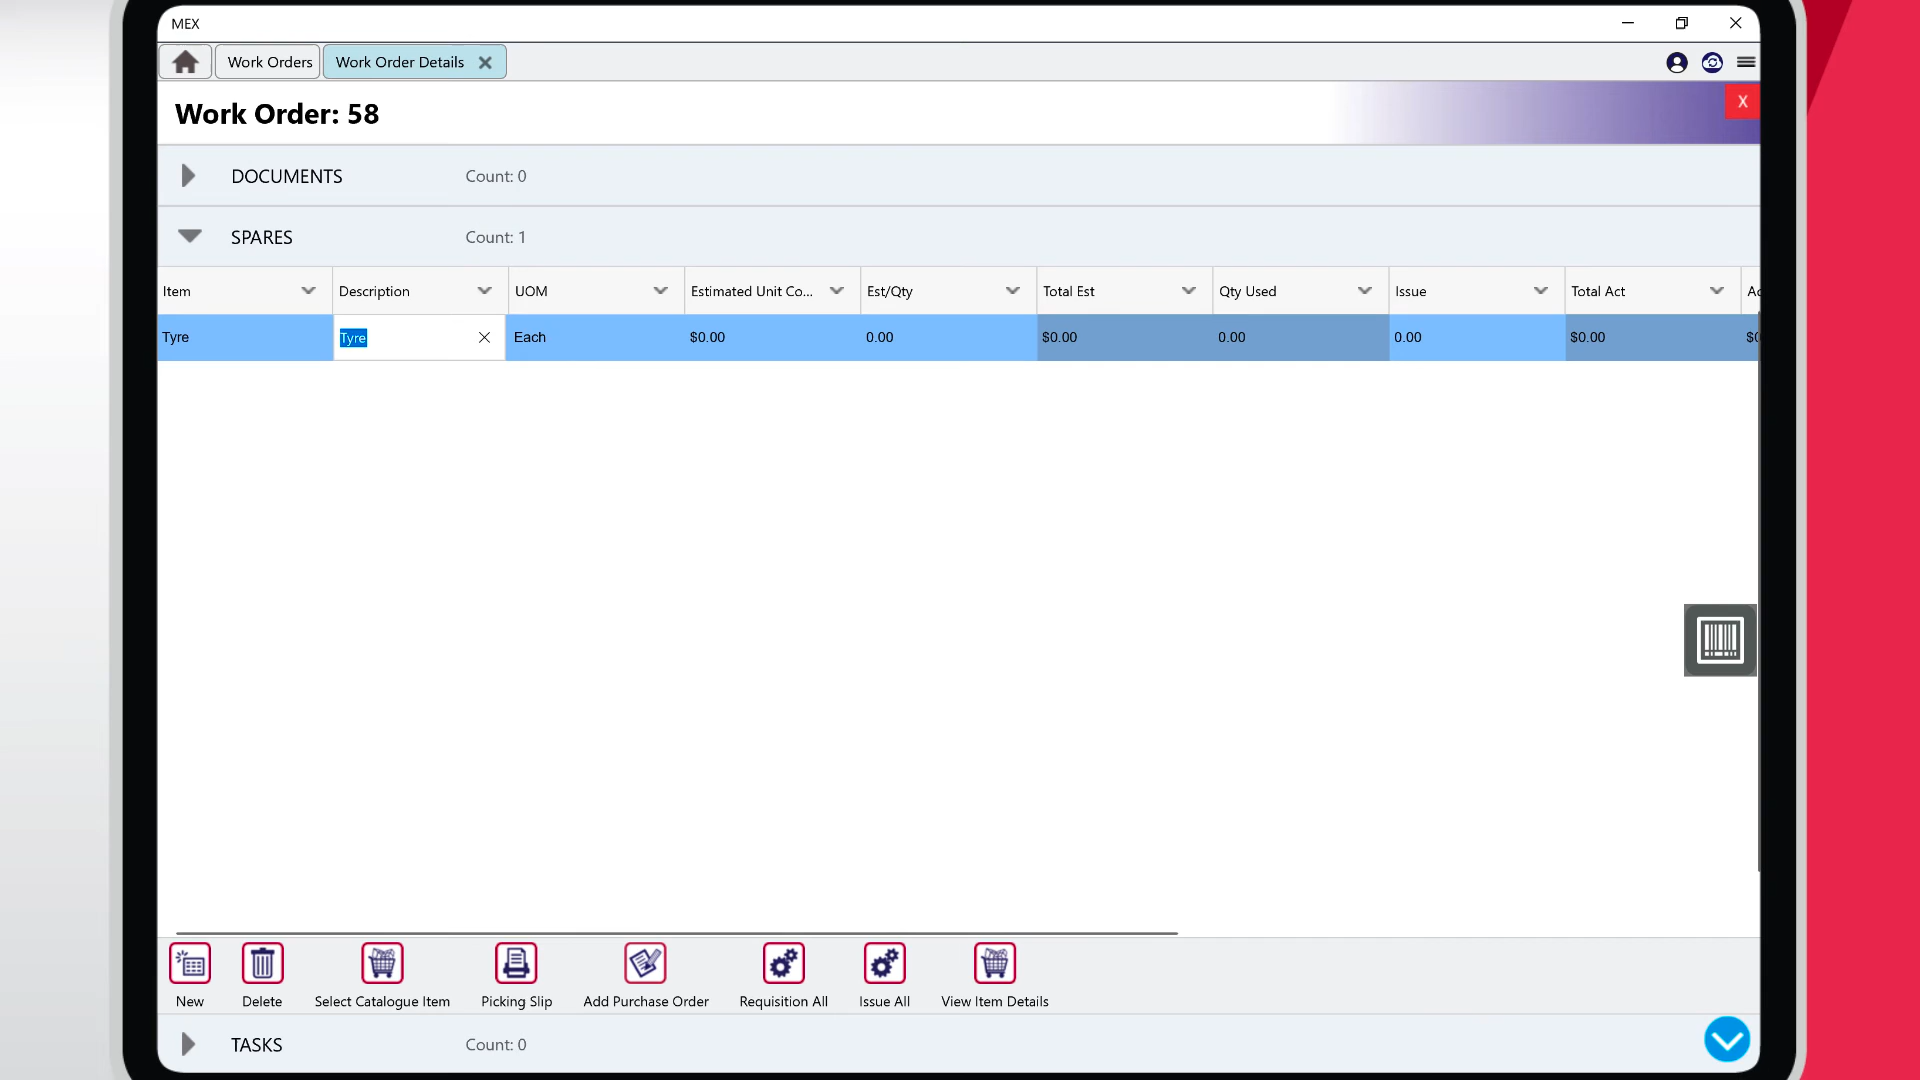 MEX
Work Orders
Work Order Details
Work Order: 58
X
DOCUMENTS Count: 0
SPARES Count: 1
Item Description UOM Estimated Unit Co... Est/Qty Total Est Qty Used Issue Total Act
Tyre Tyre Each $0.00 0.00 $0.00 0.00 0.00 $0.00
New Delete Select Catalogue Item Picking Slip Add Purchase Order Requisition All Issue All View Item Details
TASKS Count: 0